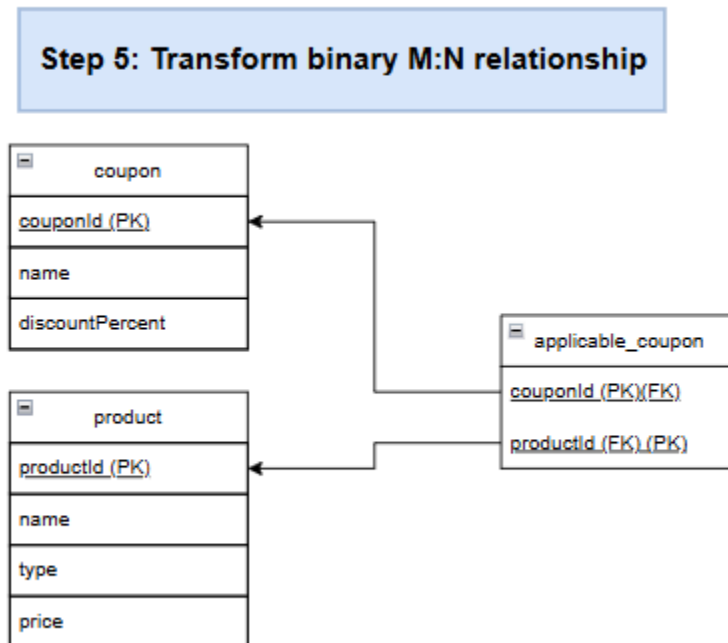 Step 5: Transform binary M:N relationship
coupon
couponId (PK)
name
discountPercent
product
productId (PK)
name
type
price
applicable_coupon
couponId (PK)(FK)
productId (FK) (PK)